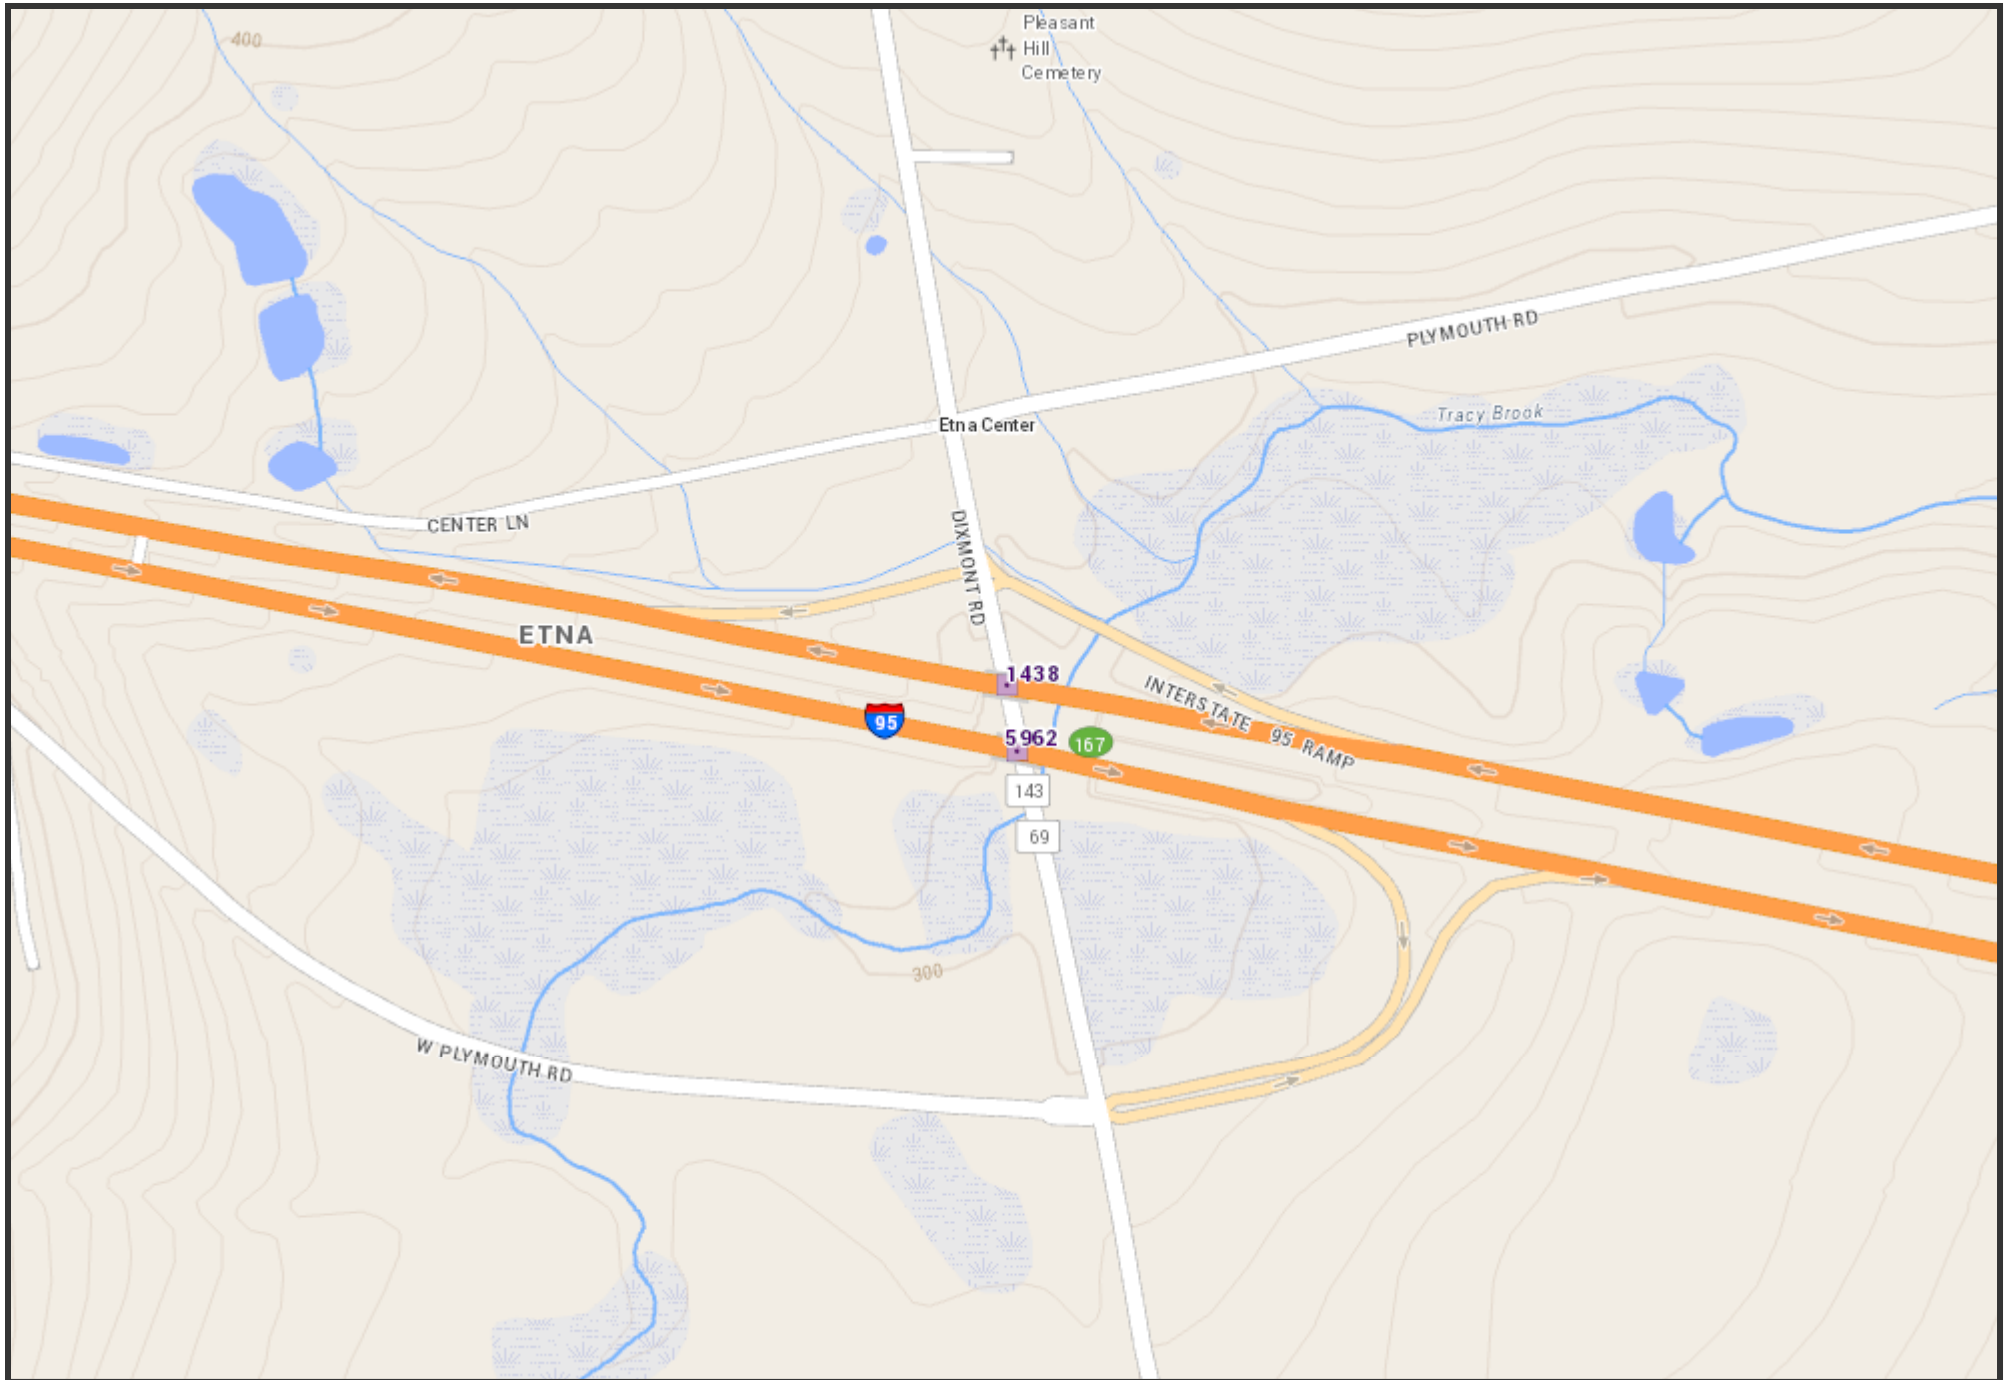 Pleasant
Hill
Cemetery
400
PLYMOUTH RD
Tracy Brook
Etna Center
CENTER LN
DIXMONT RD
ETNA
1438
INTERSTATE 95 RAMP
95
5962
167
143
69
300
W PLYMOUTH RD